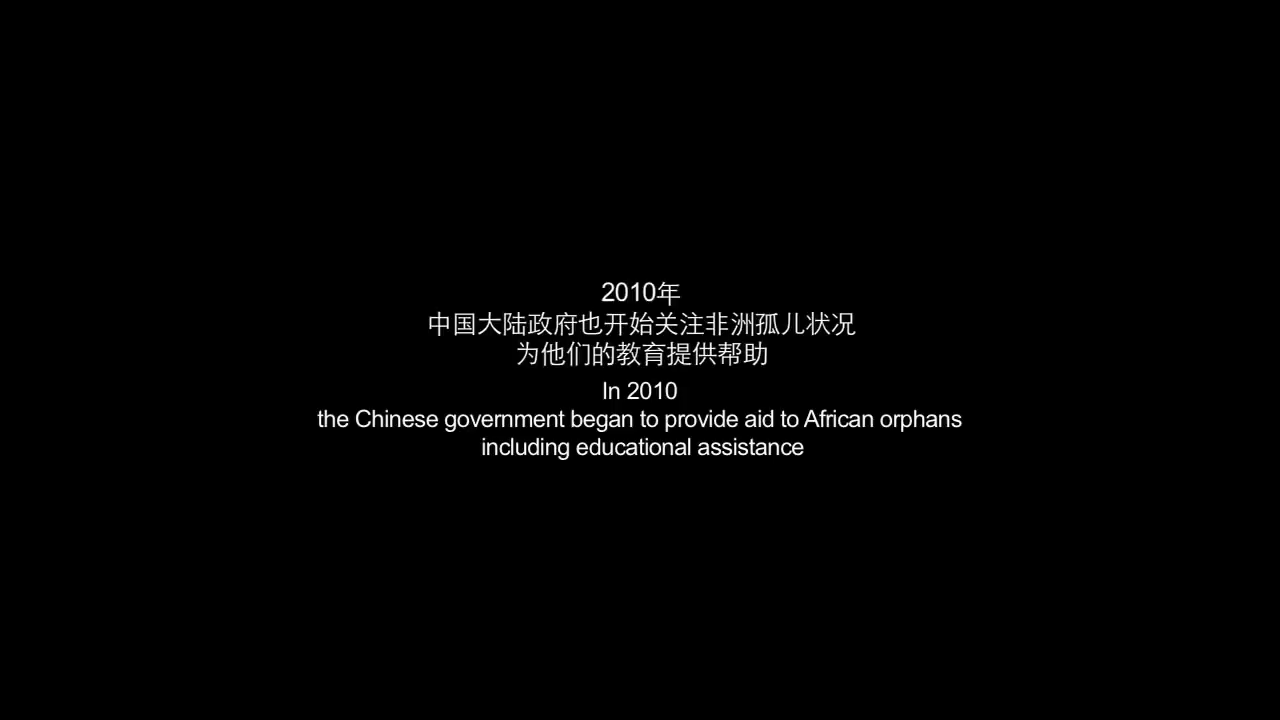 2010年
中国大陆政府也开始关注非洲孤儿状况
为他们的教育提供帮助
In 2010
the Chinese government began to provide aid to African orphans
including educational assistance